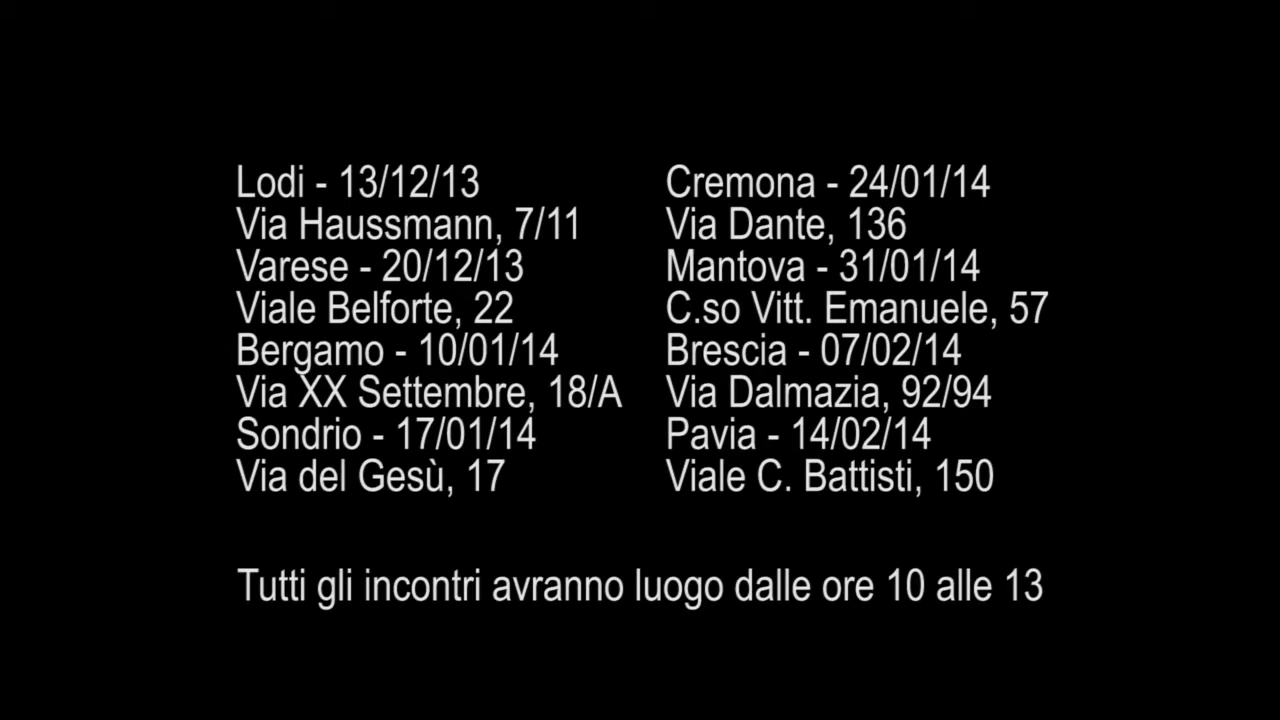 Lodi - 13/12/13
Via Haussmann, 7/11
Varese - 20/12/13
Viale Belforte, 22
Bergamo - 10/01/14
Via XX Settembre, 18/A
Sondrio - 17/01/14
Via del Gesù, 17
Cremona - 24/01/14
Via Dante, 136
Mantova - 31/01/14
C.so Vitt. Emanuele, 57
Brescia - 07/02/14
Via Dalmazia, 92/94
Pavia - 14/02/14
Viale C. Battisti, 150
Tutti gli incontri avranno luogo dalle ore 10 alle 13